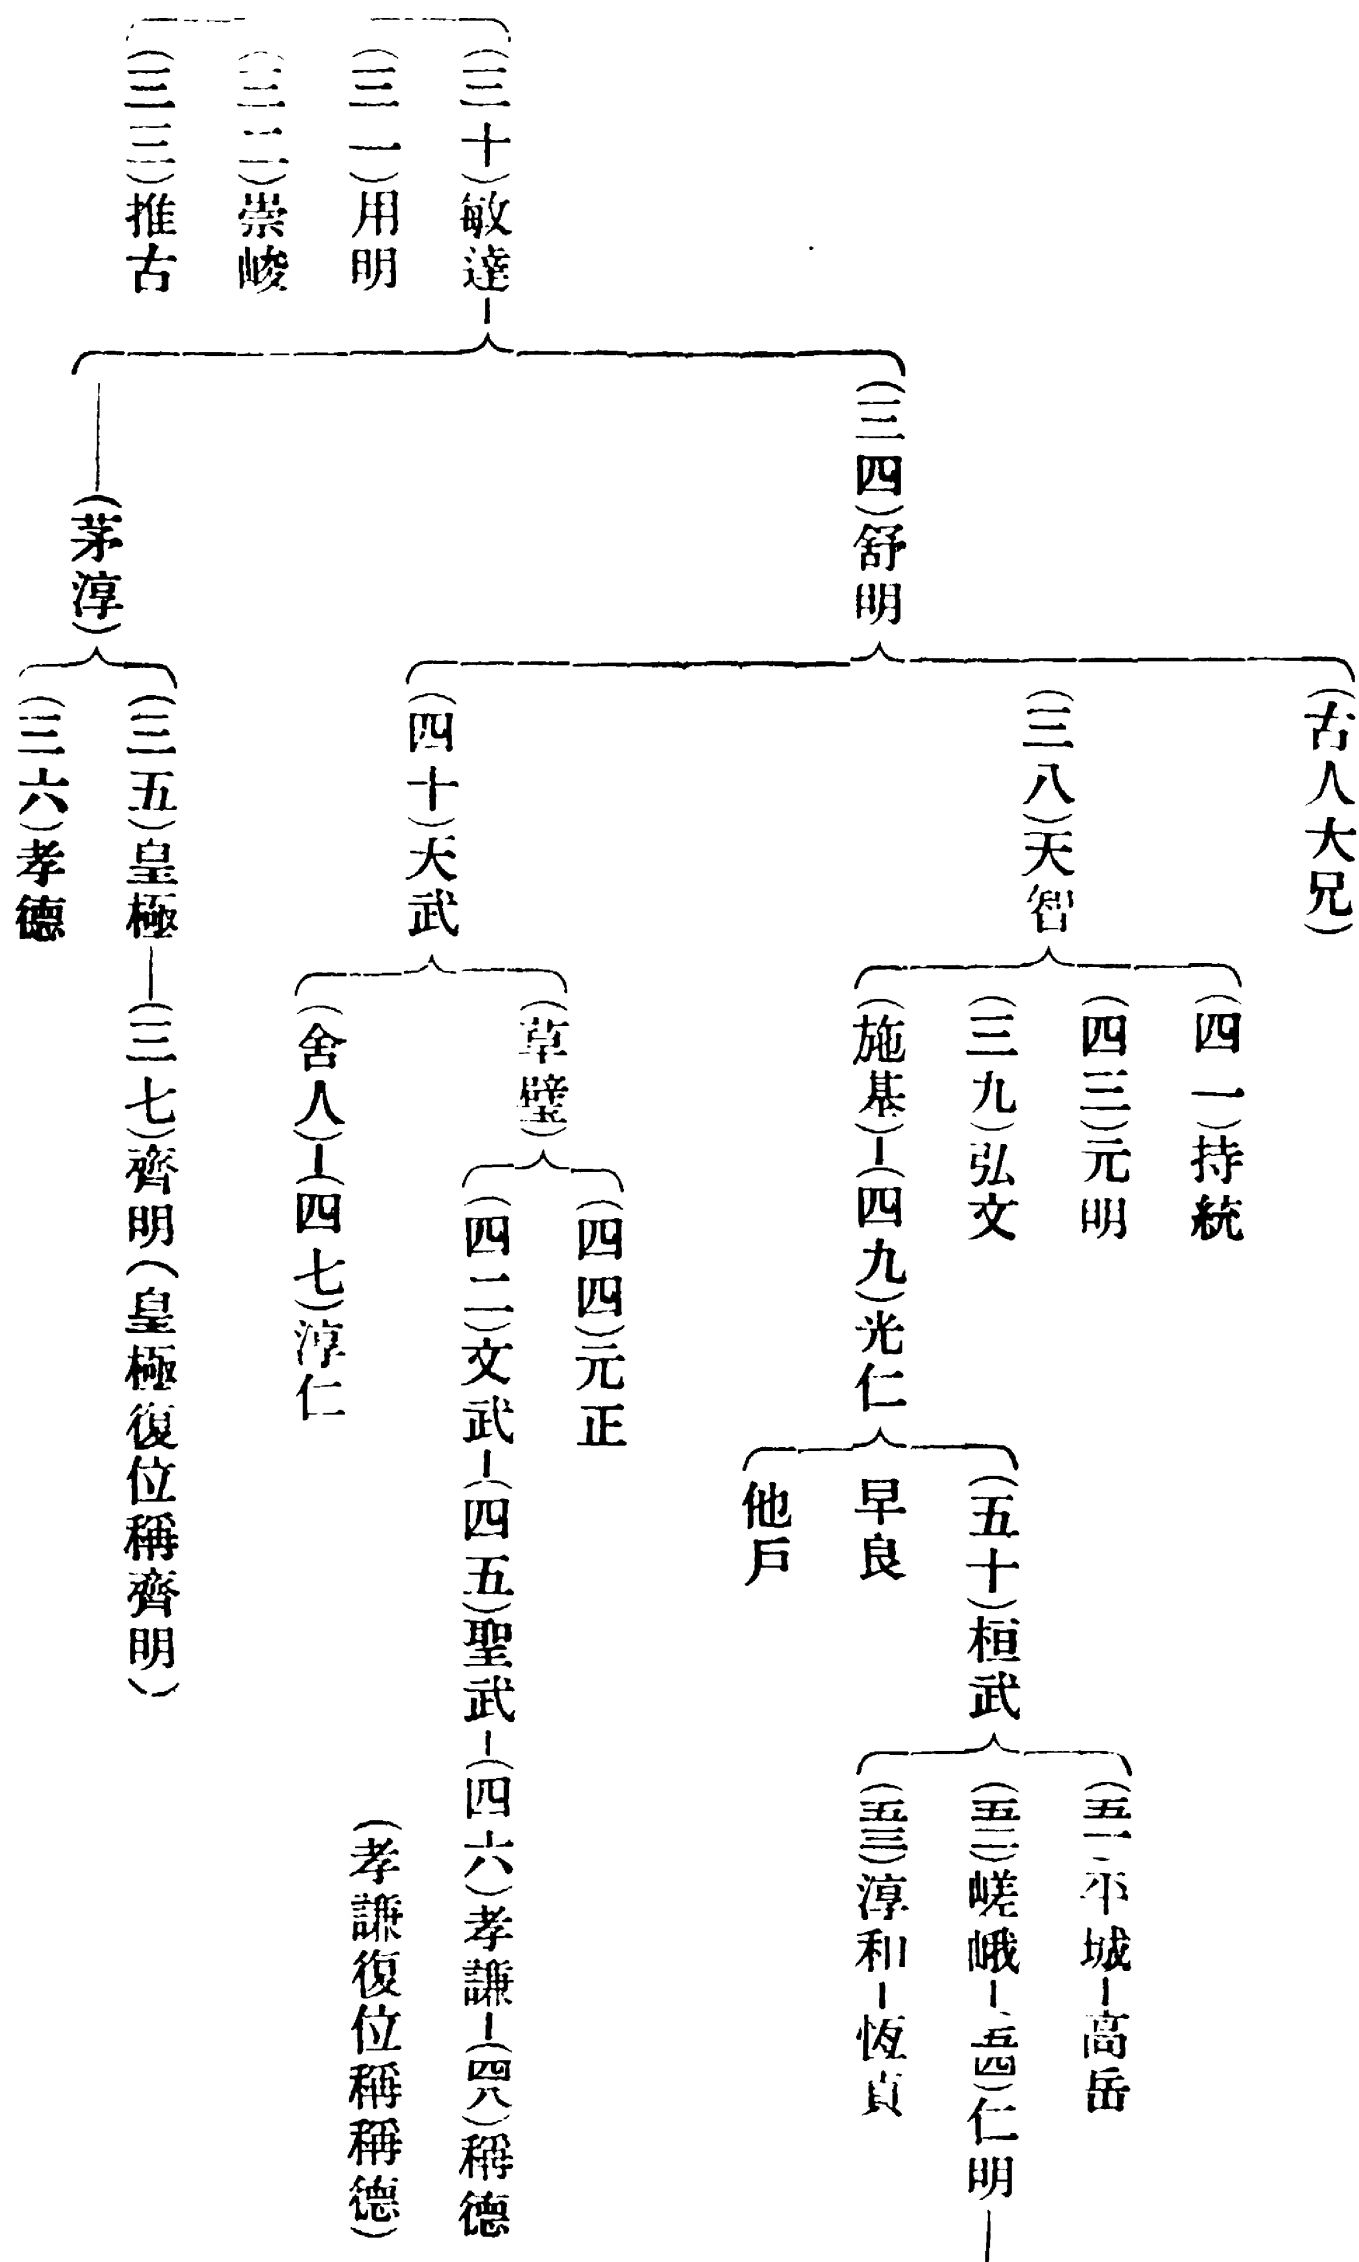 (三十)敏達
(三一)用明
(三二)崇峻
(三三)推古
(三四)舒明
(茅淳)
(古人大兄)
(三八)天智
(四十)天武
(三五)皇極―(三七)齊明(皇極復位稱齊明)
(三六)孝德
(四一)持統
(四三)元明
(三九)弘文
(施基)―(四九)光仁
(草璧)
(舍人)―(四七)淳仁
(四四)元正
(四二)文武―(四五)聖武―(四六)孝謙―(四八)稱德
(孝謙復位稱稱德)
(五十)桓武
早良
他戶
(五一)平城―高岳
(五二)嵯峨―(五四)仁明―
(五三)淳和―恆貞